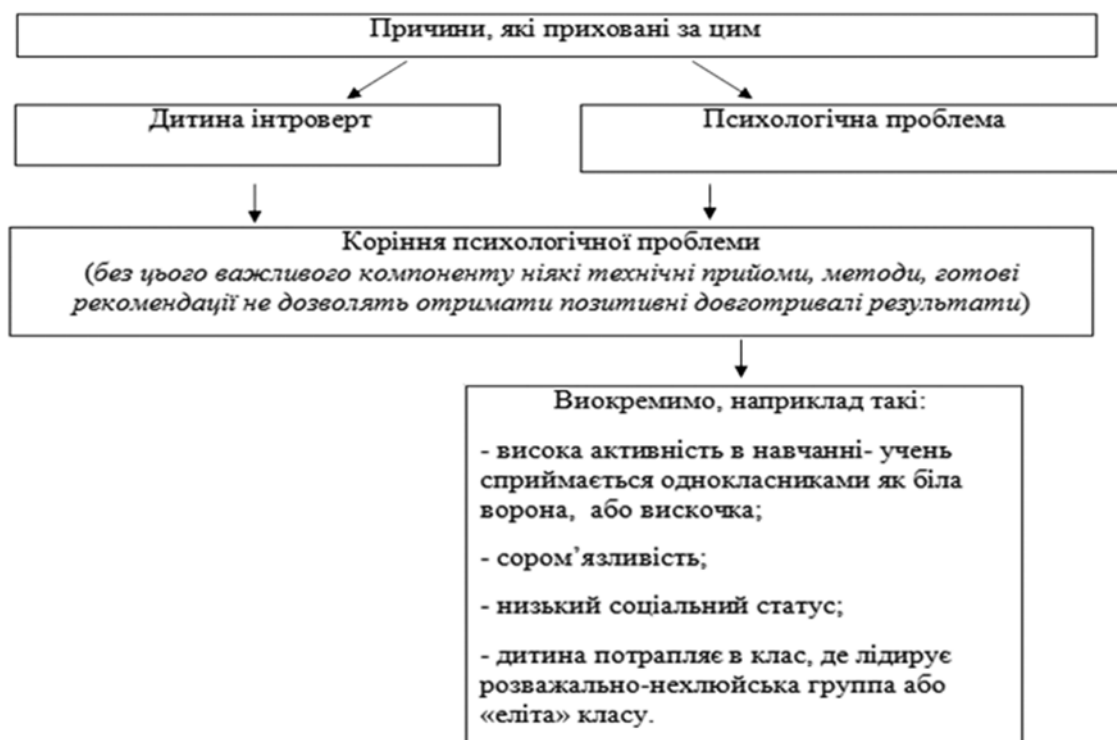 Причини, які приховані за цим
Дитина інтроверт
Психологічна проблема
Коріння психологічної проблеми
(без цього важливого компоненту ніякі технічні прийоми, методи, готові
рекомендації не дозволять отримати позитивні довготривалі результати)
Виокремимо, наприклад такі:
- висока активність в навчанні- учень
сприймається однокласниками як біла
ворона, або вискочка;
- сором’язливість;
- низький соціальний статус;
- дитина потрапляє в клас, де лідирує
розважально-нехлюйська группа або
«еліта» класу.